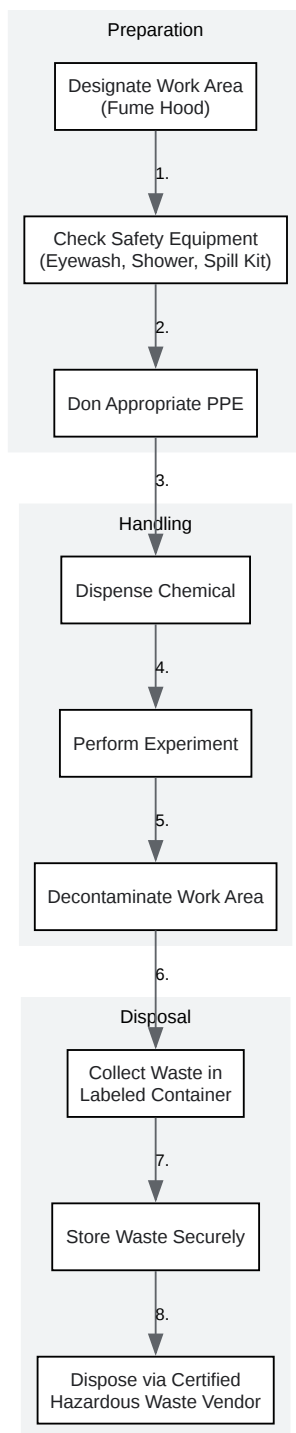 Preparation
Designate Work Area
(Fume Hood)
1.
Check Safety Equipment
(Eyewash, Shower, Spill Kit)
2.
Don Appropriate PPE
3.
Handling
Dispense Chemical
4.
Perform Experiment
5.
Decontaminate Work Area
6.
Disposal
Collect Waste in
Labeled Container
7.
Store Waste Securely
8.
Dispose via Certified
Hazardous Waste Vendor